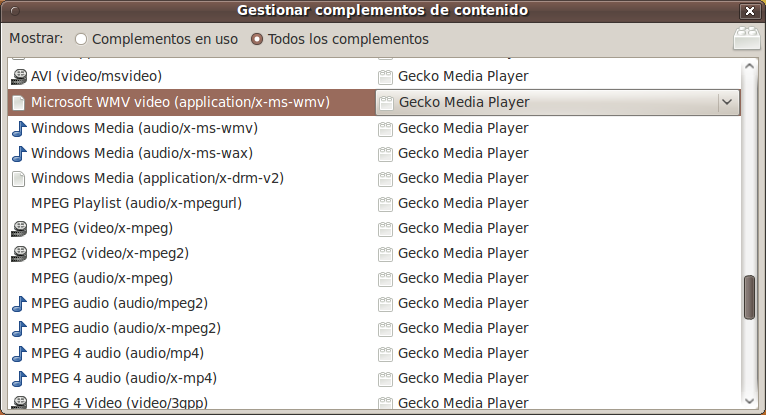 Gestionar complementos de contenido
Mostrar: Complementos en uso Todos los complementos
AVI (video/msvideo) Gecko Media Player
Microsoft WMV video (application/x-ms-wmv) Gecko Media Player
Windows Media (audio/x-ms-wmv) Gecko Media Player
Windows Media (audio/x-ms-wax) Gecko Media Player
Windows Media (application/x-drm-v2) Gecko Media Player
MPEG Playlist (audio/x-mpegurl) Gecko Media Player
MPEG (video/x-mpeg) Gecko Media Player
MPEG2 (video/x-mpeg2) Gecko Media Player
MPEG (audio/x-mpeg) Gecko Media Player
MPEG audio (audio/mpeg2) Gecko Media Player
MPEG audio (audio/x-mpeg2) Gecko Media Player
MPEG 4 audio (audio/mp4) Gecko Media Player
MPEG 4 audio (audio/x-mp4) Gecko Media Player
MPEG 4 Video (video/3gpp) Gecko Media Player